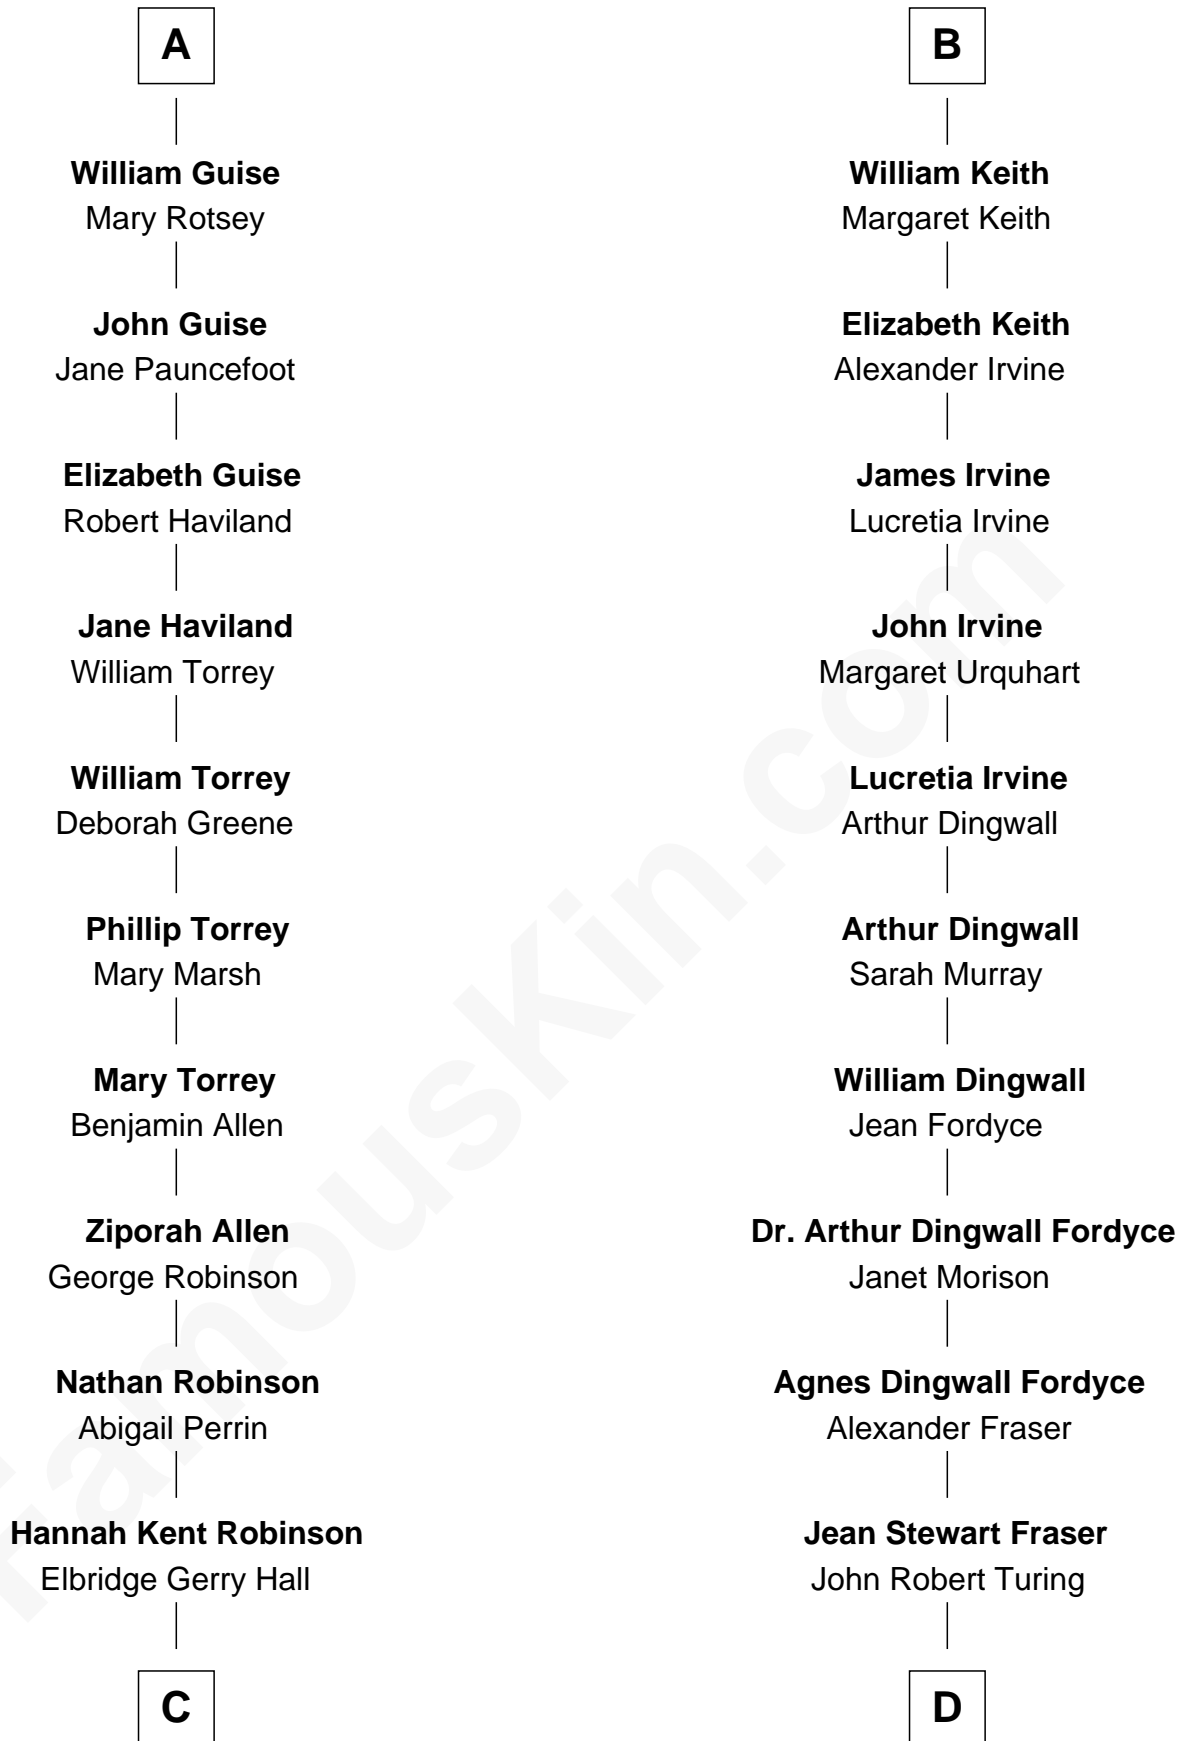 A
William Guise
Mary Rotsey
John Guise
Jane Pauncefoot
Elizabeth Guise
Robert Haviland
Jane Haviland
William Torrey
William Torrey
Deborah Greene
Phillip Torrey
Mary Marsh
Mary Torrey
Benjamin Allen
Ziporah Allen
George Robinson
Nathan Robinson
Abigail Perrin
Hannah Kent Robinson
Elbridge Gerry Hall
C
B
William Keith
Margaret Keith
Elizabeth Keith
Alexander Irvine
James Irvine
Lucretia Irvine
John Irvine
Margaret Urquhart
Lucretia Irvine
Arthur Dingwall
Arthur Dingwall
Sarah Murray
William Dingwall
Jean Fordyce
Dr. Arthur Dingwall Fordyce
Janet Morison
Agnes Dingwall Fordyce
Alexander Fraser
Jean Stewart Fraser
John Robert Turing
D
FamousKin.com